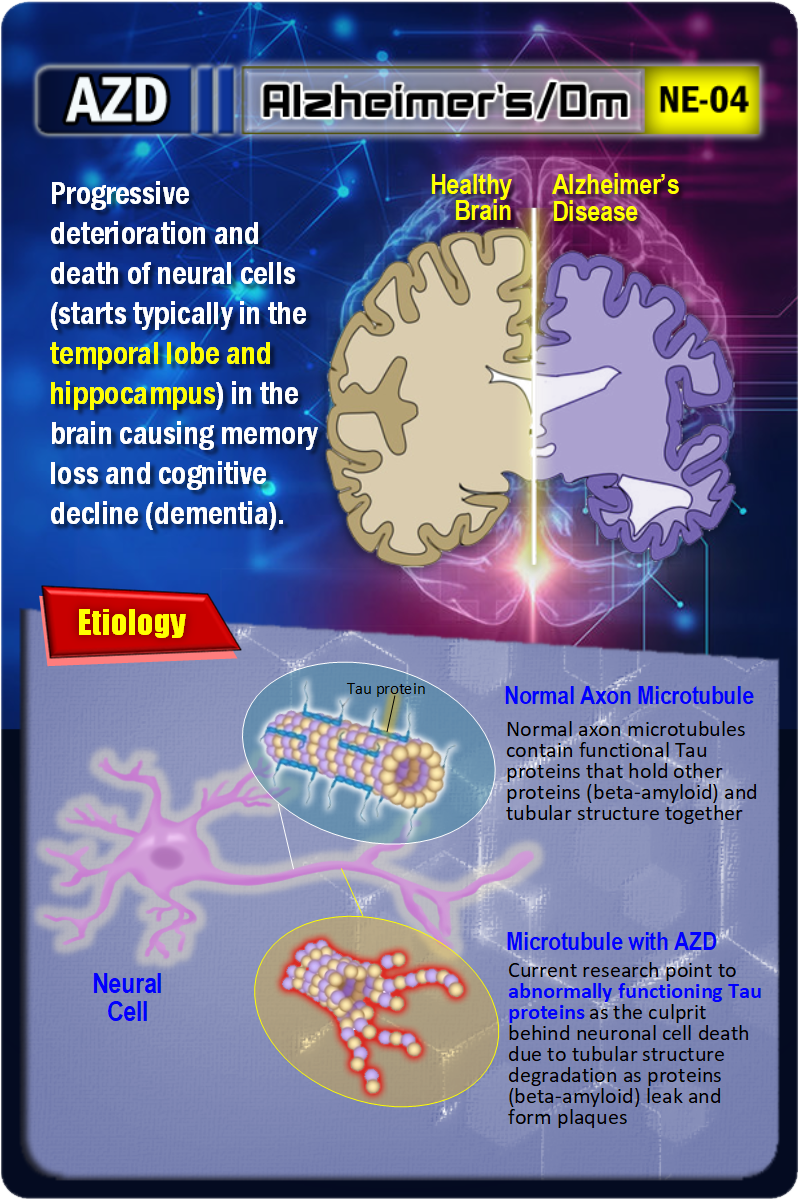 AZD
Alzheimer's/Dm
NE-04
Progressive
deterioration and
death of neural cells
(starts typically in the
temporal lobe and
hippocampus) in the
brain causing memory
loss and cognitive
decline (dementia).
Healthy
Brain
Alzheimer's
Disease
Etiology
Tau protein
Normal Axon Microtubule
Normal axon microtubules
contain functional Tau
proteins that hold other
proteins (beta-amyloid) and
tubular structure together
Neural
Cell
Microtubule with AZD
Current research point to
abnormally functioning Tau
proteins as the culprit
behind neuronal cell death
due to tubular structure
degradation as proteins
(beta-amyloid) leak and
form plaques